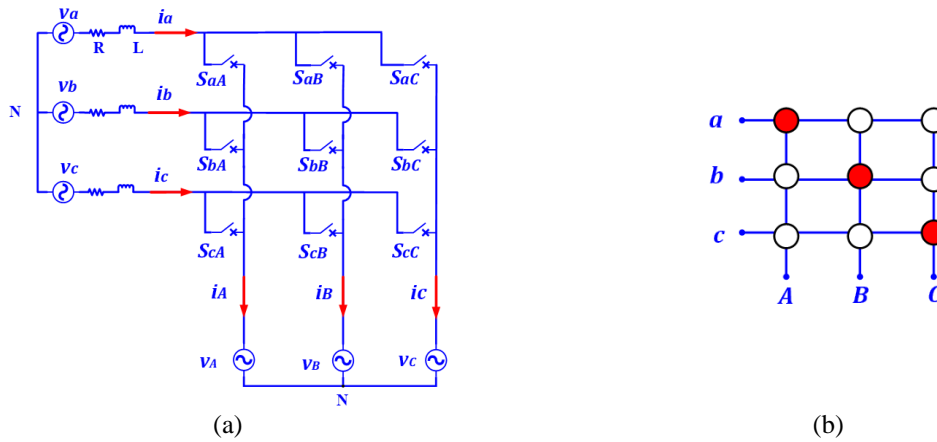 va ia
R L
SaA SaB SaC
vb ib
N
SbA SbB SbC
vc ic
ScA ScB ScC
iA iB iC
vA vB vC
N
(a)
a
b
c
A B C
(b)